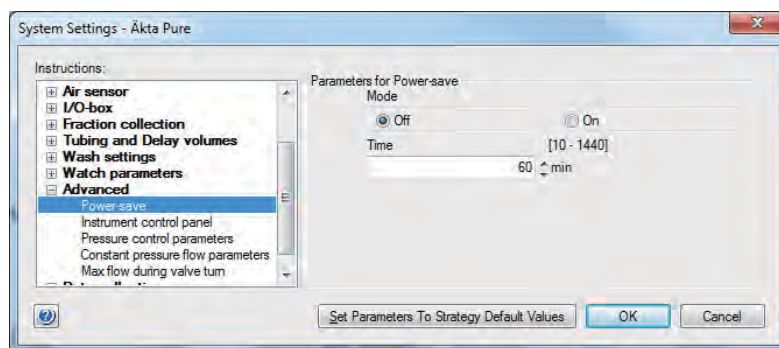 System Settings - Äkta Pure
Instructions:
Air sensor
I/O-box
Fraction collection
Tubing and Delay volumes
Wash settings
Watch parameters
Advanced
Power-save
Instrument control panel
Pressure control parameters
Constant pressure flow parameters
Max flow during valve turn
Parameters for Power-save
Mode
Off On
Time [10 - 1440]
60 min
Set Parameters To Strategy Default Values OK Cancel